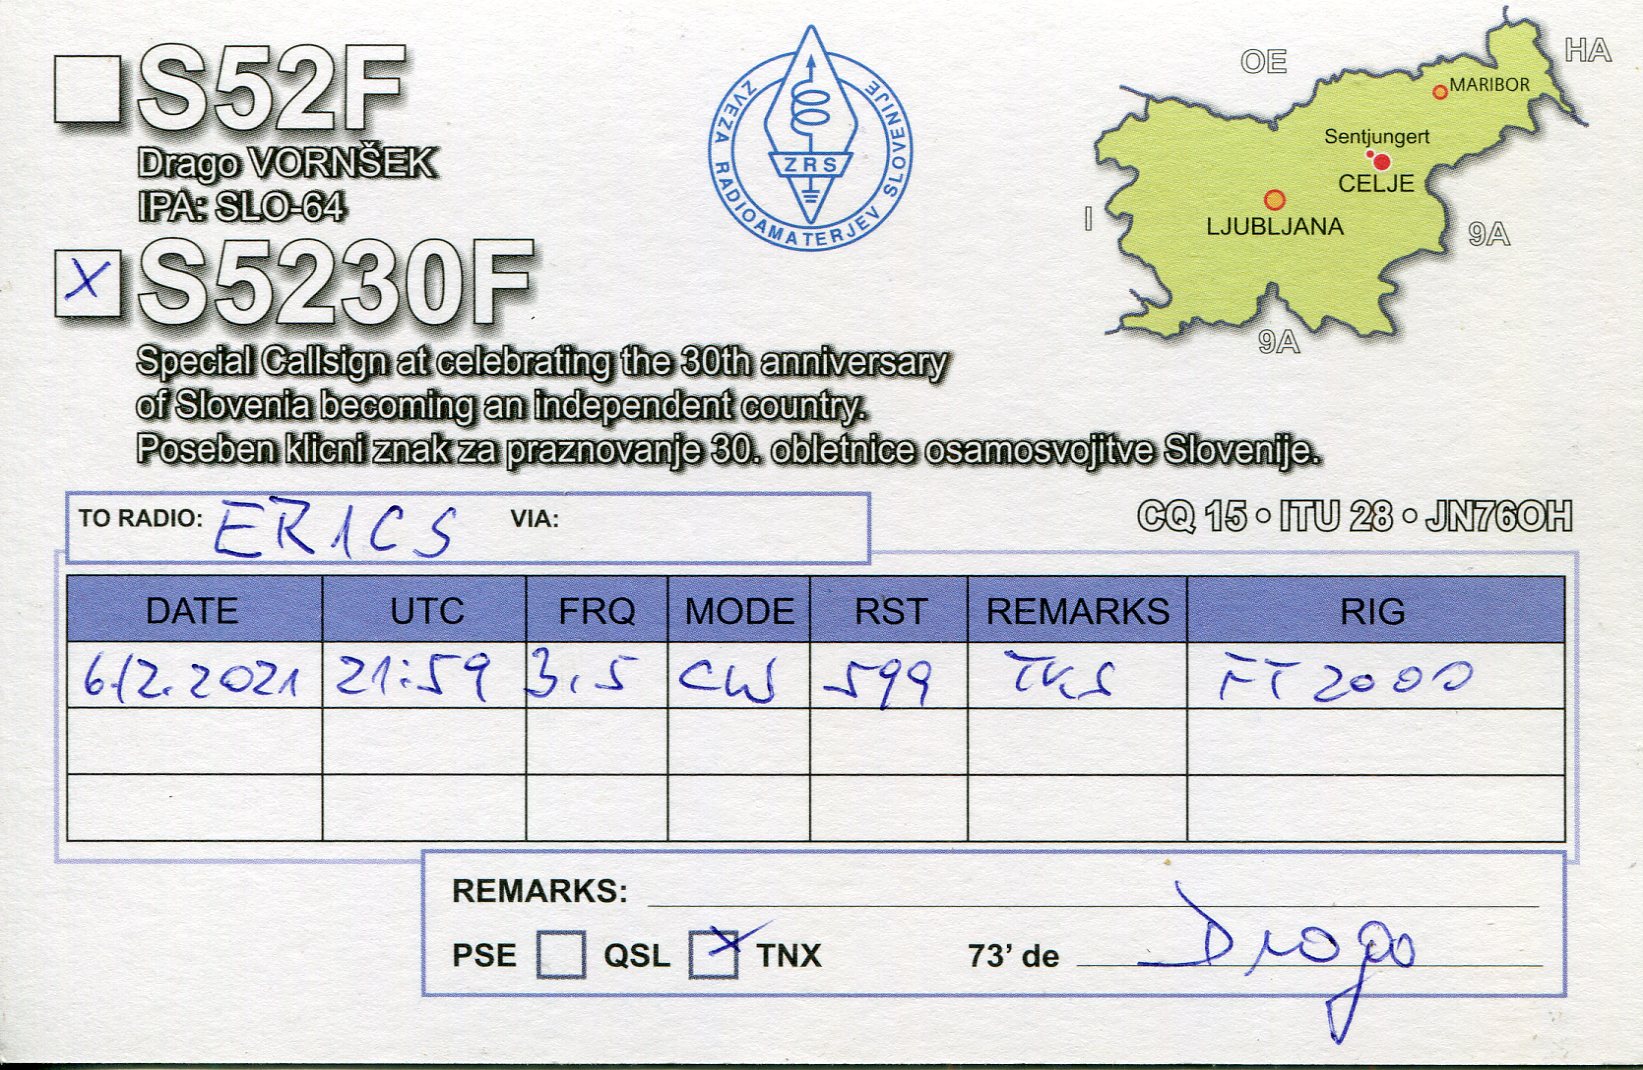 S52F
Drago VORNŠEK
IPA: SLO-64
X S5230F
Special Callsign at celebrating the 30th anniversary
of Slovenia becoming an independent country.
Poseben klicni znak za praznovanje 30. obletnice osamosvojitve Slovenije.
ZVEZA RADIOAMATERJEV SLOVENIJE
ZRS
OE
HA
MARIBOR
Sentjungert
CELJE
I
LJUBLJANA
9A
9A
TO RADIO: ER1CS VIA:
CQ 15 • ITU 28 • JN76OH
DATE UTC FRQ MODE RST REMARKS RIG
6/2.2021 21:59 3.5 CW 599 TKS FT2000
REMARKS:
PSE QSL X TNX 73’ de Drago